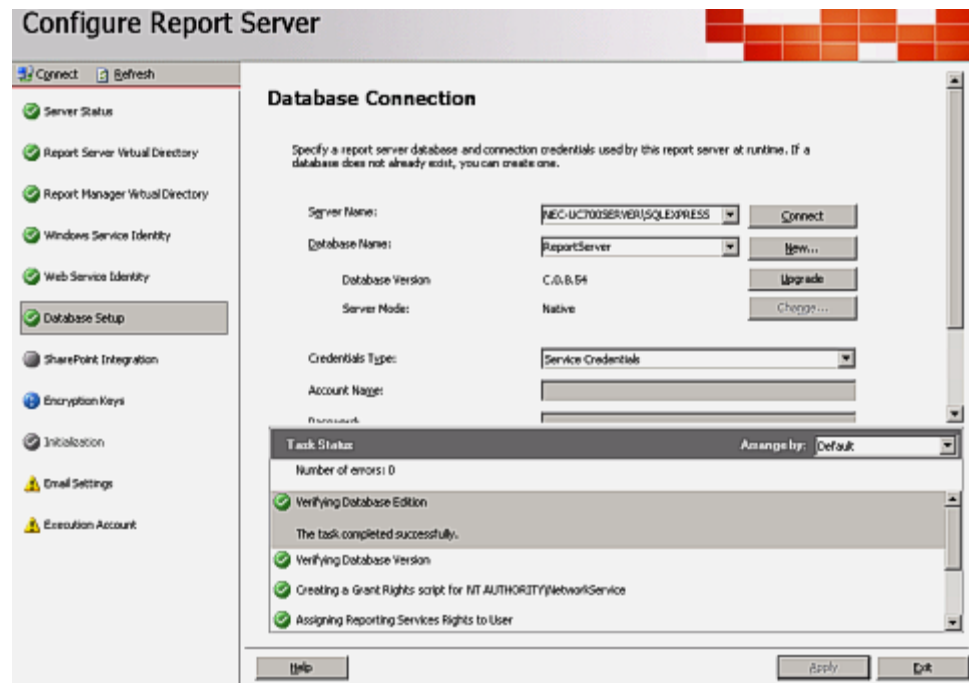 Configure Report Server
Connect Refresh
Server Status
Report Server Virtual Directory
Report Manager Virtual Directory
Windows Service Identity
Web Service Identity
Database Setup
SharePoint Integration
Encryption Keys
Initialization
Email Settings
Execution Account
Database Connection
Specify a report server database and connection credentials used by this report server at runtime. If a
database does not already exist, you can create one.
Server Name: NEC-UC700SERVER\SQLEXPRESS Connect
Database Name: ReportServer New...
Database Version C.0.8.54 Upgrade
Server Mode: Native Change...
Credentials Type: Service Credentials
Account Name:
Password
Task Status Arrange by: Default
Number of errors: 0
Verifying Database Edition
The task completed successfully.
Verifying Database Version
Creating a Grant Rights script for NT AUTHORITY\NetworkService
Assigning Reporting Services Rights to User
Help Apply Exit